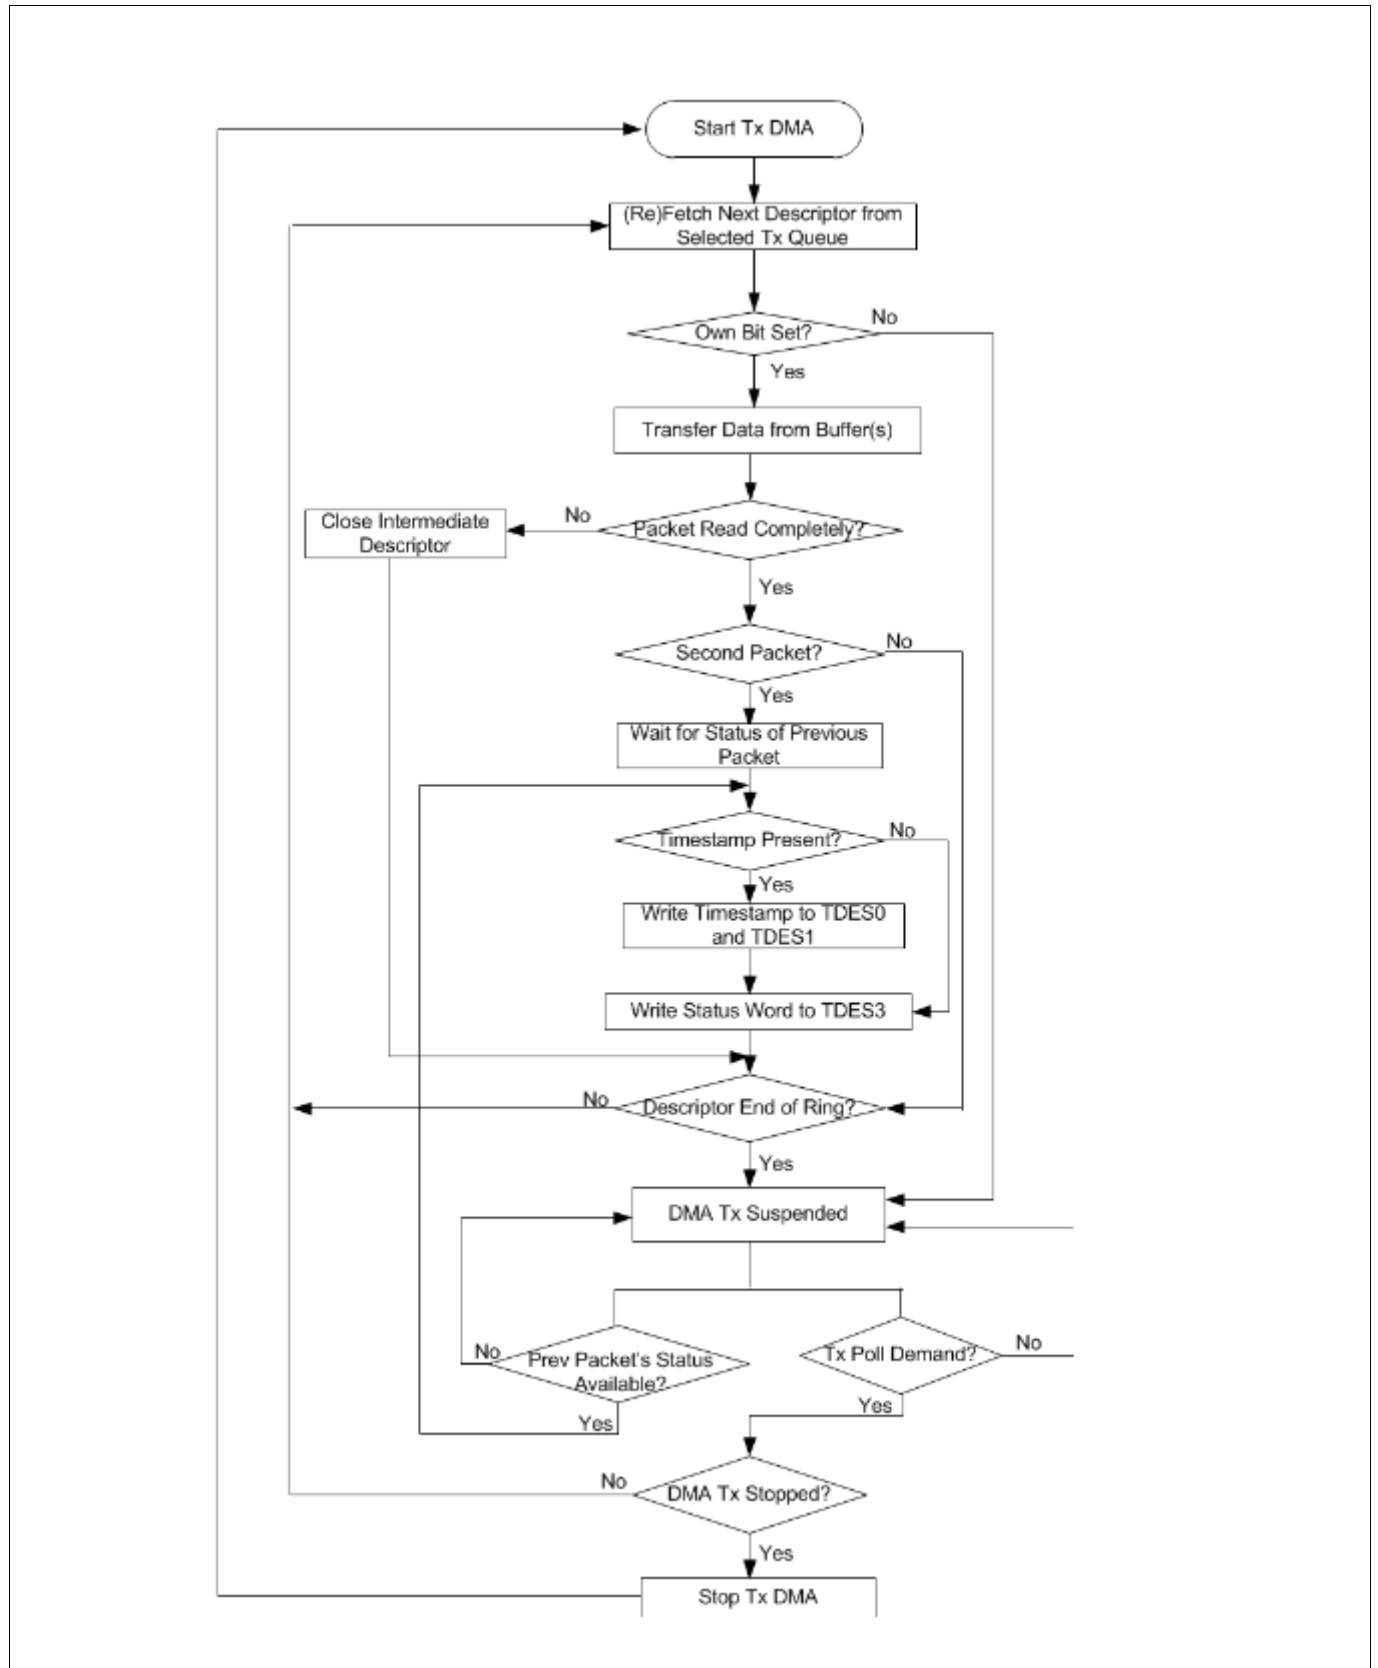 Start Tx DMA
(Re)Fetch Next Descriptor from
Selected Tx Queue
No
Own Bit Set?
Yes
Transfer Data from Buffer(s)
Close Intermediate
Descriptor
No
Packet Read Completely?
Yes
Second Packet?
No
Yes
Wait for Status of Previous
Packet
Timestamp Present?
No
Yes
Write Timestamp to TDES0
and TDES1
Write Status Word to TDES3
No
Descriptor End of Ring?
Yes
DMA Tx Suspended
No
Prev Packet's Status
Available?
Yes
Tx Poll Demand?
No
Yes
No
DMA Tx Stopped?
Yes
Stop Tx DMA